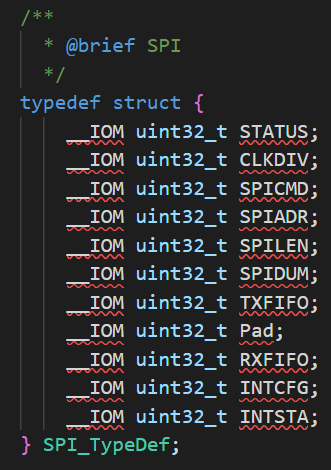 /**
* @brief SPI
*/
typedef struct {
__IOM uint32_t STATUS;
__IOM uint32_t CLKDIV;
__IOM uint32_t SPICMD;
__IOM uint32_t SPIADR;
__IOM uint32_t SPILEN;
__IOM uint32_t SPIDUM;
__IOM uint32_t TXFIFO;
__IOM uint32_t Pad;
__IOM uint32_t RXFIFO;
__IOM uint32_t INTCFG;
__IOM uint32_t INTSTA;
} SPI_TypeDef;